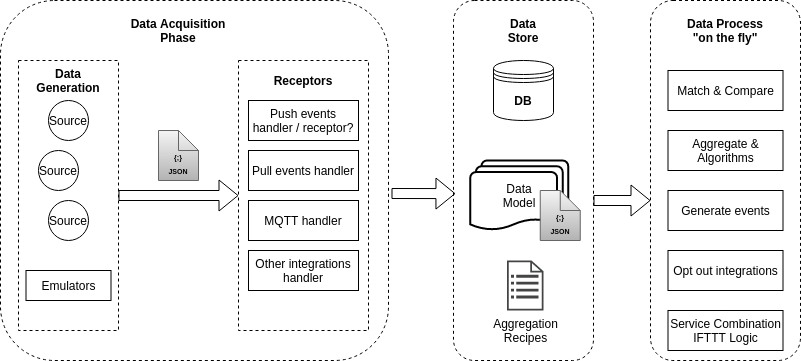 Data Acquisition
Phase
Data
Generation
Source
Source
Source
Emulators
{;}
JSON
Receptors
Push events
handler / receptor?
Pull events handler
MQTT handler
Other integrations
handler
Data
Store
DB
Data
Model
{;}
JSON
Aggregation
Recipes
Data Process
"on the fly"
Match & Compare
Aggregate &
Algorithms
Generate events
Opt out integrations
Service Combination
IFTTT Logic